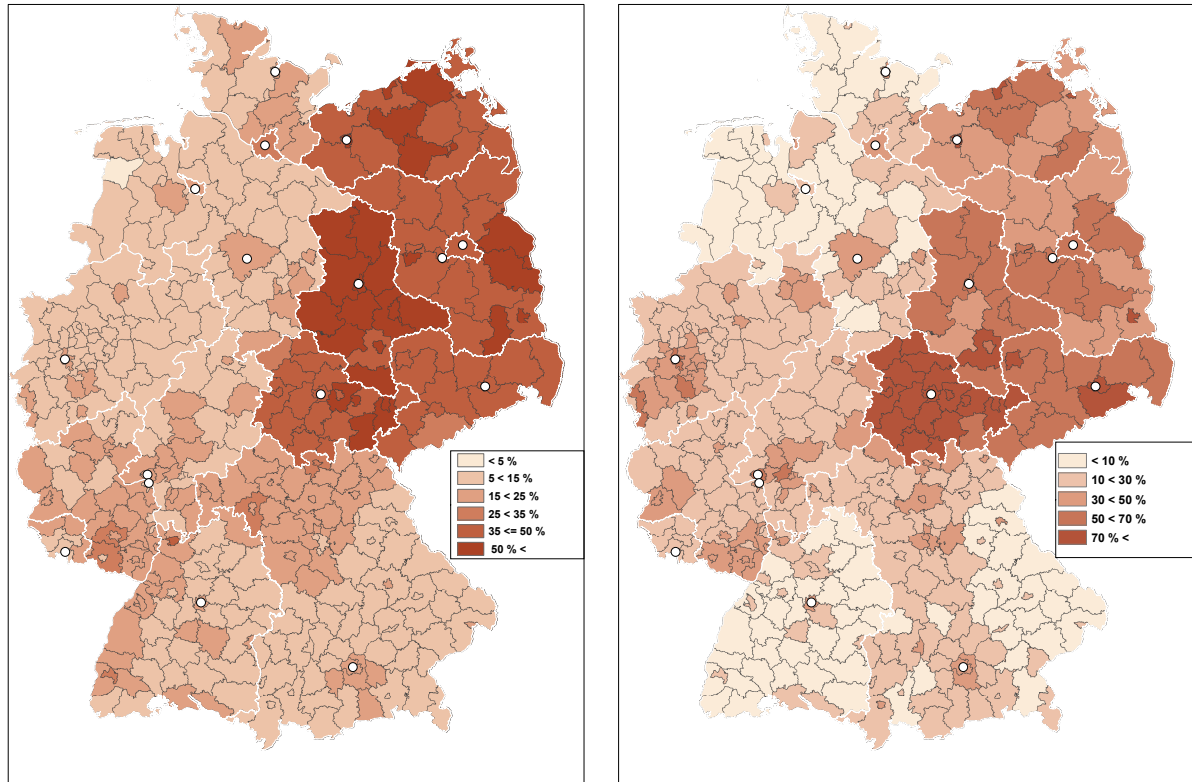 < 5 %
5 < 15 %
15 < 25 %
25 < 35 %
35 <= 50 %
50 % <
< 10 %
10 < 30 %
30 < 50 %
50 < 70 %
70 % <